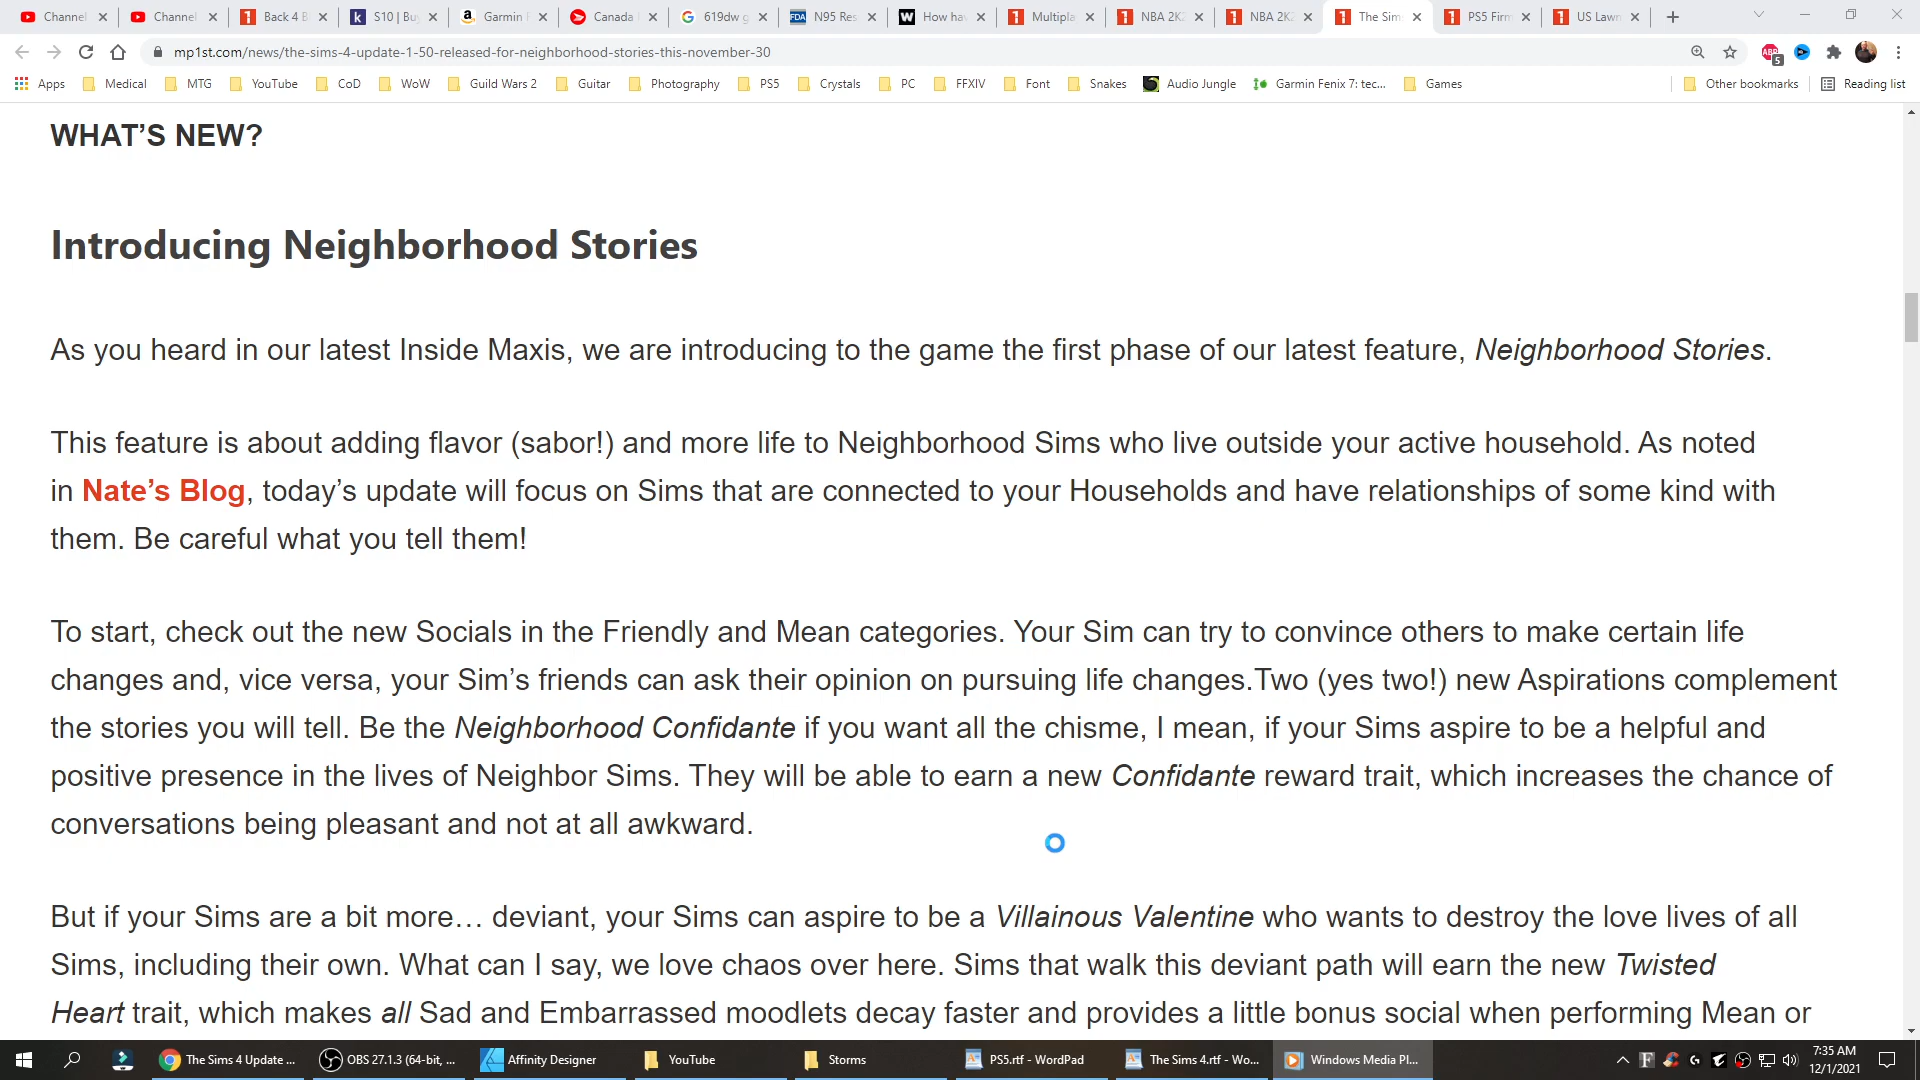 Channel
Channel
Back 4 B
S10 | Bu
Garmin F
Canada
619dw g
N95 Res
How hav
Multipla
NBA 2K2
NBA 2K2
The Sim
PS5 Firm
US Lawn
mp1st.com/news/the-sims-4-update-1-50-released-for-neighborhood-stories-this-november-30
Apps Medical MTG YouTube CoD WoW Guild Wars 2 Guitar Photography PS5 Crystals PC FFXIV Font Snakes Audio Jungle Garmin Fenix 7: tec... Games Other bookmarks Reading list
WHAT’S NEW?
Introducing Neighborhood Stories
As you heard in our latest Inside Maxis, we are introducing to the game the first phase of our latest feature, Neighborhood Stories.
This feature is about adding flavor (sabor!) and more life to Neighborhood Sims who live outside your active household. As noted
in Nate’s Blog, today’s update will focus on Sims that are connected to your Households and have relationships of some kind with
them. Be careful what you tell them!
To start, check out the new Socials in the Friendly and Mean categories. Your Sim can try to convince others to make certain life
changes and, vice versa, your Sim’s friends can ask their opinion on pursuing life changes.Two (yes two!) new Aspirations complement
the stories you will tell. Be the Neighborhood Confidante if you want all the chisme, I mean, if your Sims aspire to be a helpful and
positive presence in the lives of Neighbor Sims. They will be able to earn a new Confidante reward trait, which increases the chance of
conversations being pleasant and not at all awkward.
But if your Sims are a bit more… deviant, your Sims can aspire to be a Villainous Valentine who wants to destroy the love lives of all
Sims, including their own. What can I say, we love chaos over here. Sims that walk this deviant path will earn the new Twisted
Heart trait, which makes all Sad and Embarrassed moodlets decay faster and provides a little bonus social when performing Mean or
The Sims 4 Update ... OBS 27.1.3 (64-bit, ... Affinity Designer YouTube Storms PS5.rtf - WordPad The Sims 4.rtf - Wo... Windows Media Pl...
7:35 AM
12/1/2021